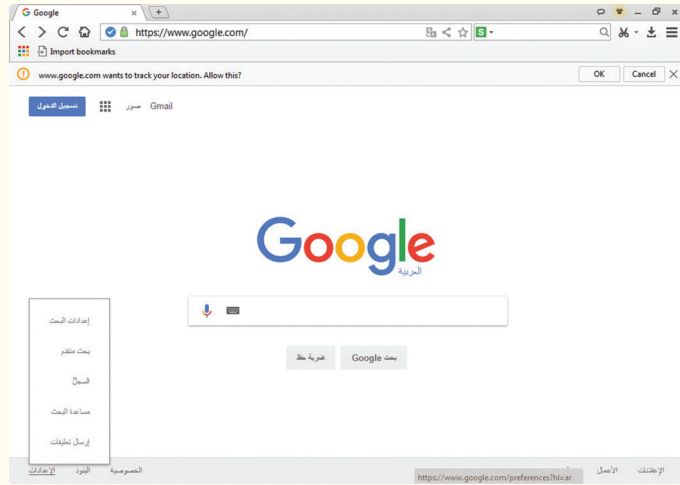 Google
https://www.google.com/
S
Import bookmarks
www.google.com wants to track your location. Allow this?
OK
Cancel
تسجيل الدخول
صور
Gmail
Google
العربية
بحث Google
ضربة حظ
إعدادات البحث
بحث متقدم
السجلّ
مساعدة البحث
إرسال تعليقات
الإعلانات
الأعمال
https://www.google.com/preferences?hl=ar
الخصوصية
البنود
الإعدادات